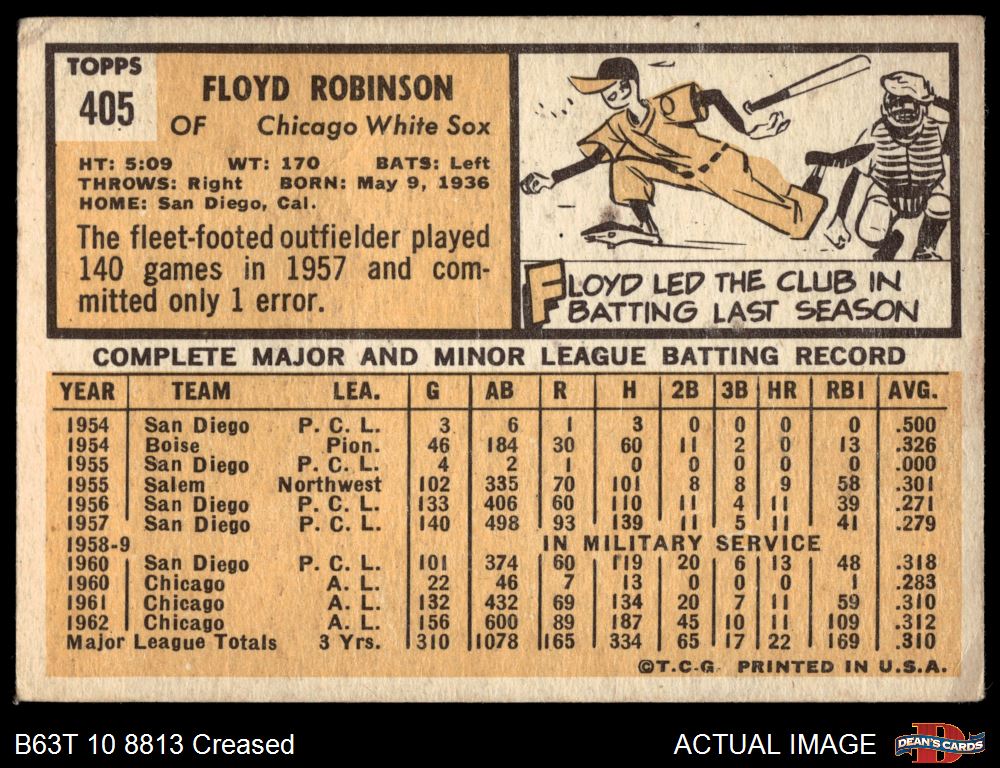 TOPPS
405
FLOYD ROBINSON
OF Chicago White Sox
HT: 5:09 WT: 170 BATS: Left
THROWS: Right BORN: May 9, 1936
HOME: San Diego, Cal.
The fleet-footed outfielder played
140 games in 1957 and com-
mitted only 1 error.
FLOYD LED THE CLUB IN
BATTING LAST SEASON
COMPLETE MAJOR AND MINOR LEAGUE BATTING RECORD
YEAR TEAM LEA. G AB R H 2B 3B HR RBI AVG.
1954 San Diego P. C. L. 3 6 1 3 0 0 0 0 .500
1954 Boise Pion. 46 184 30 60 11 2 0 13 .326
1955 San Diego P. C. L. 4 2 1 0 0 0 0 0 .000
1955 Salem Northwest 102 335 70 101 8 8 9 58 .301
1956 San Diego P. C. L. 133 406 60 110 11 4 11 39 .271
1957 San Diego P. C. L. 140 498 93 139 11 5 11 41 .279
1958-9 IN MILITARY SERVICE
1960 San Diego P. C. L. 101 374 60 119 20 6 13 48 .318
1960 Chicago A. L. 22 46 7 13 0 0 0 1 .283
1961 Chicago A. L. 132 432 69 134 20 7 11 59 .310
1962 Chicago A. L. 156 600 89 187 45 10 11 109 .312
Major League Totals 3 Yrs. 310 1078 165 334 65 17 22 169 .310
©T.C.G. PRINTED IN U.S.A.
B63T 10 8813 Creased
ACTUAL IMAGE
D
DEAN'S CARDS